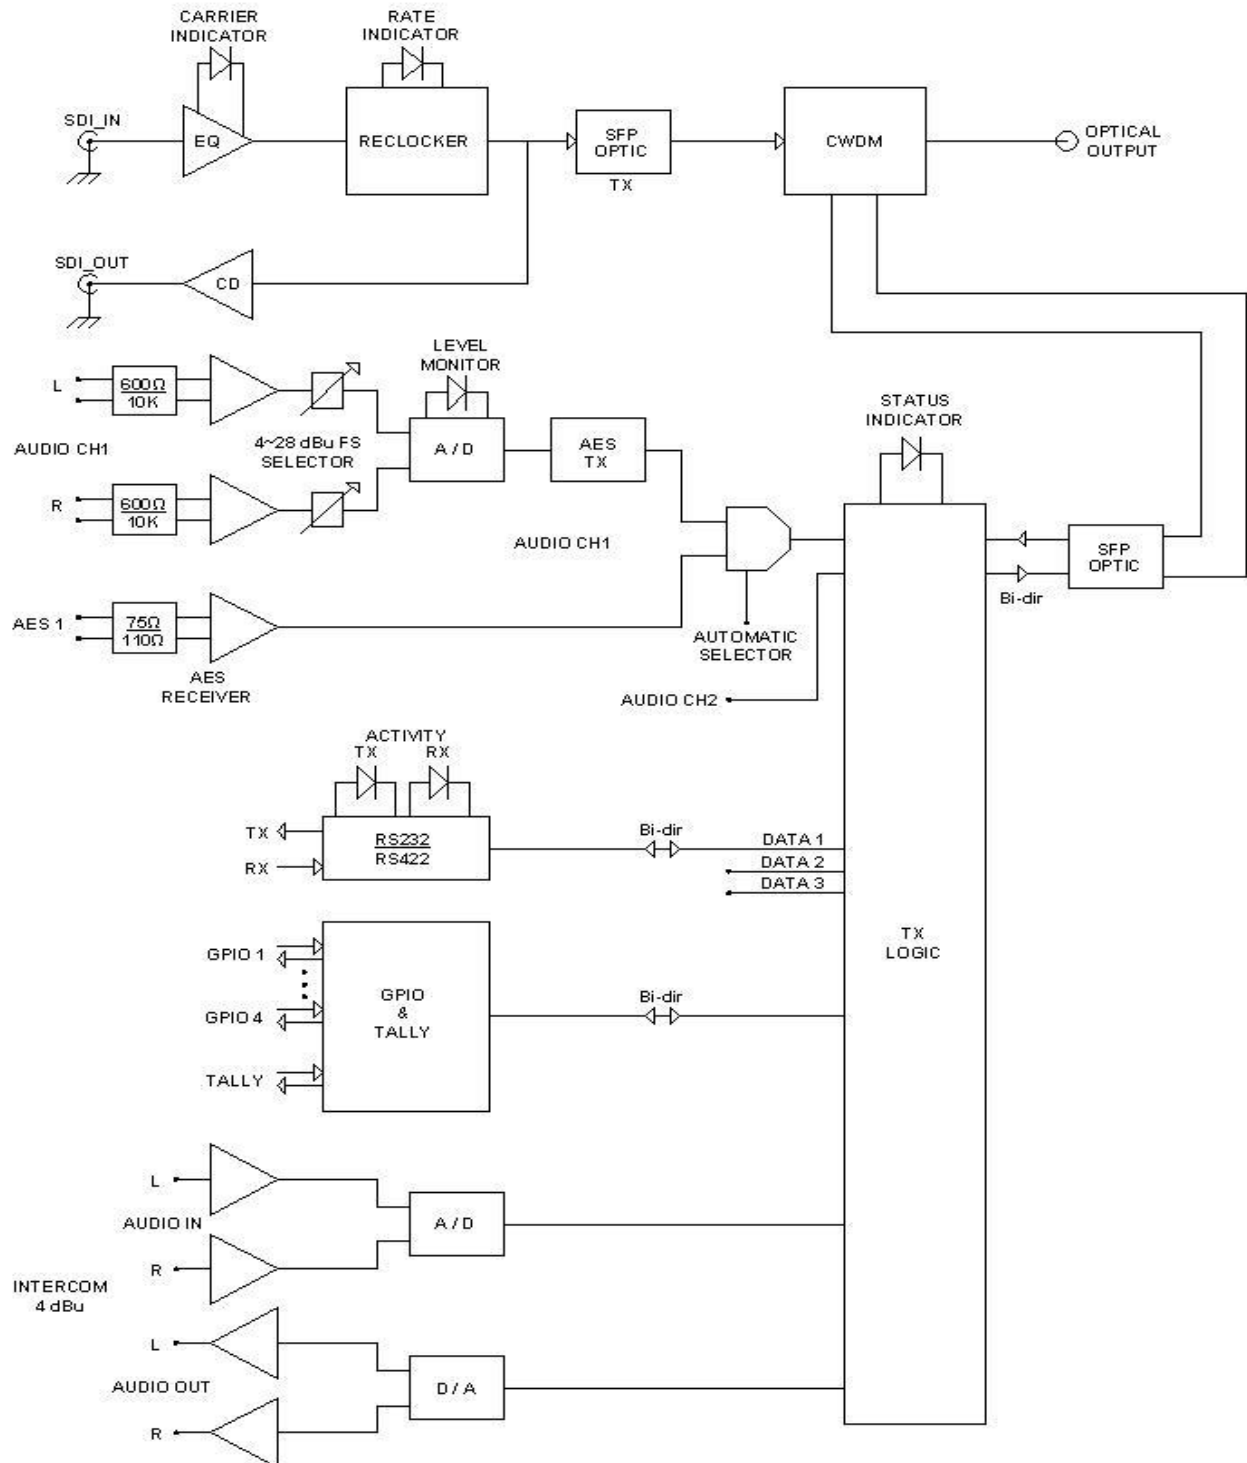 CARRIER
INDICATOR
RATE
INDICATOR
SDI_IN
EQ
RECLOCKER
SFP
OPTIC
TX
CWDM
OPTICAL
OUTPUT
SDI_OUT
CD
L
600Ω
10K
AUDIO CH1
R
600Ω
10K
4~28 dBu FS
SELECTOR
LEVEL
MONITOR
A / D
AES
TX
AUDIO CH1
STATUS
INDICATOR
SFP
OPTIC
Bi-dir
AES 1
75Ω
110Ω
AES
RECEIVER
AUTOMATIC
SELECTOR
AUDIO CH2
ACTIVITY
TX
RX
TX
RX
RS232
RS422
Bi-dir
DATA 1
DATA 2
DATA 3
TX
LOGIC
GPIO 1
GPIO 4
TALLY
GPIO
&
TALLY
Bi-dir
L
AUDIO IN
R
A / D
INTERCOM
4 dBu
L
AUDIO OUT
R
D / A